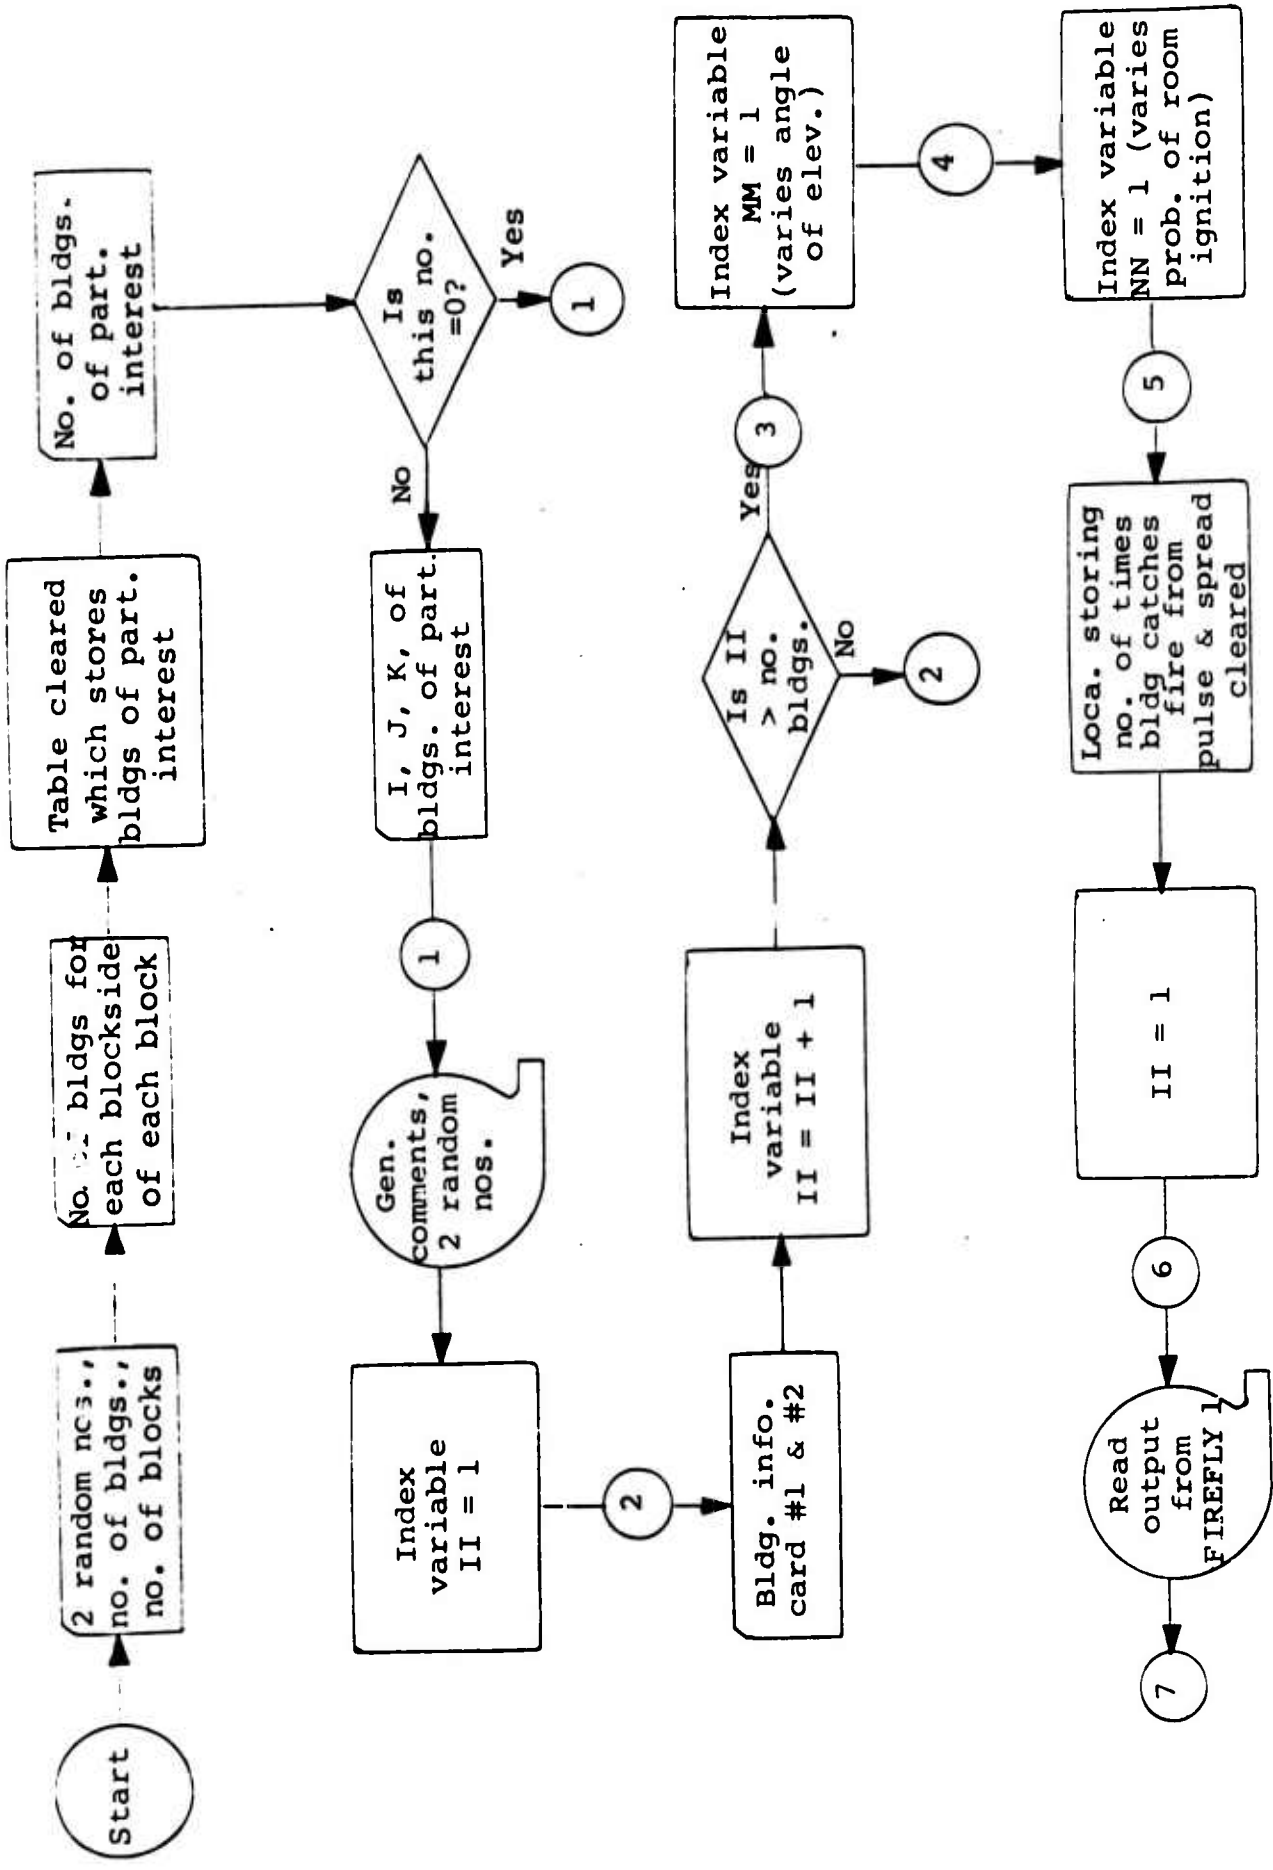 Start
2 random nos.,
no. of bldgs.,
no. of blocks
No. of bldgs for
each blockside
of each block
Table cleared
which stores
bldgs of part.
interest
No. of bldgs.
of part.
interest
Is
this no.
=0?
Yes
1
No
I, J, K, of
bldgs. of part.
interest
1
Gen.
comments,
2 random
nos.
Index
variable
II = 1
2
Bldg. info.
card #1 & #2
Index
variable
II = II + 1
Is II
> no.
bldgs.
No
2
Yes
3
Index variable
MM = 1
(varies angle
of elev.)
4
Index variable
NN = 1 (varies
prob. of room
ignition)
5
Loca. storing
no. of times
bldg catches
fire from
pulse & spread
cleared
II = 1
6
Read
output
from
FIREFLY 1
7